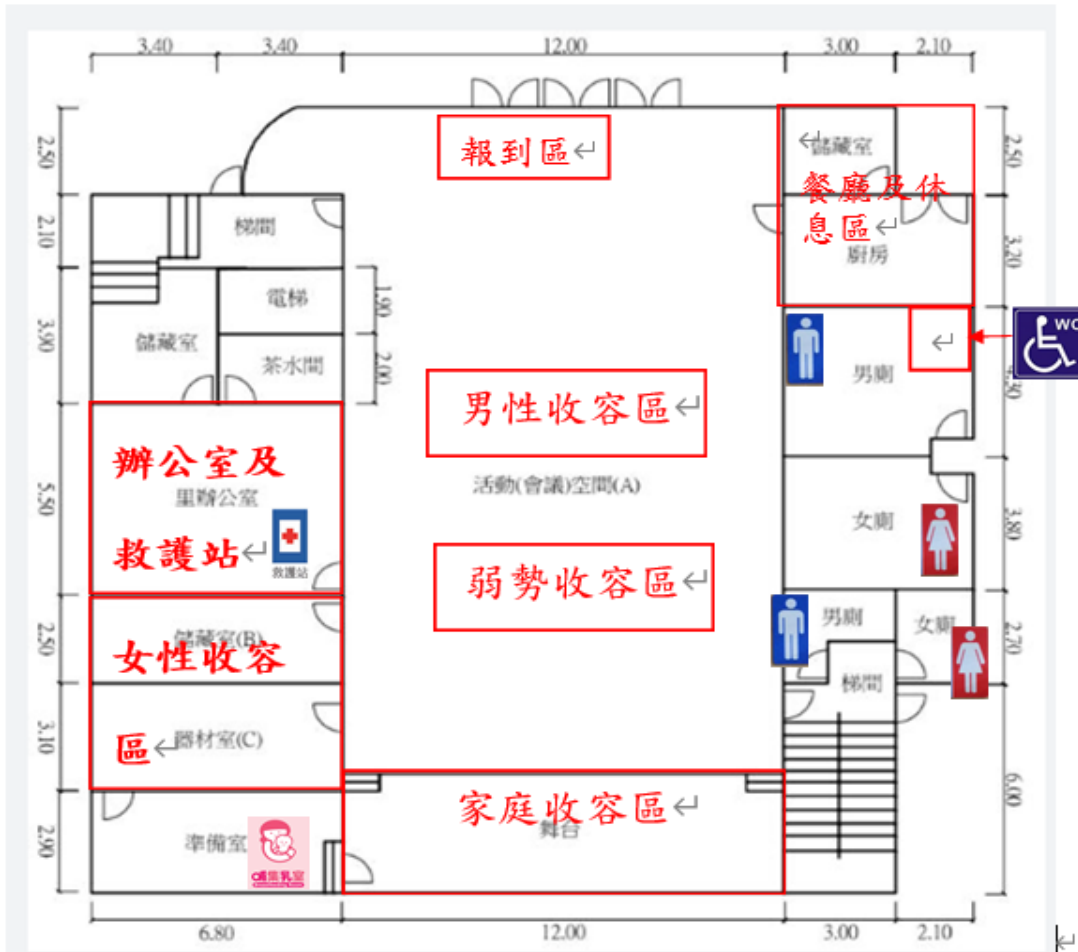 3.40
3.40
12.00
3.00
2.10
2.50
2.10
3.90
5.50
2.50
3.10
2.90
報到區
儲藏室
餐廳及休
息區
廚房
2.50
3.20
梯間
電梯
1.90
儲藏室
茶水間
2.00
男廁
WC
4.30
男性收容區
活動(會議)空間(A)
辦公室及
里辦公室
救護站
救護站
弱勢收容區
女廁
3.80
儲藏室(B)
女性收容
區
器材室(C)
男廁
女廁
2.70
梯間
家庭收容區
舞台
6.00
準備室
哺集乳室
6.80
12.00
3.00
2.10